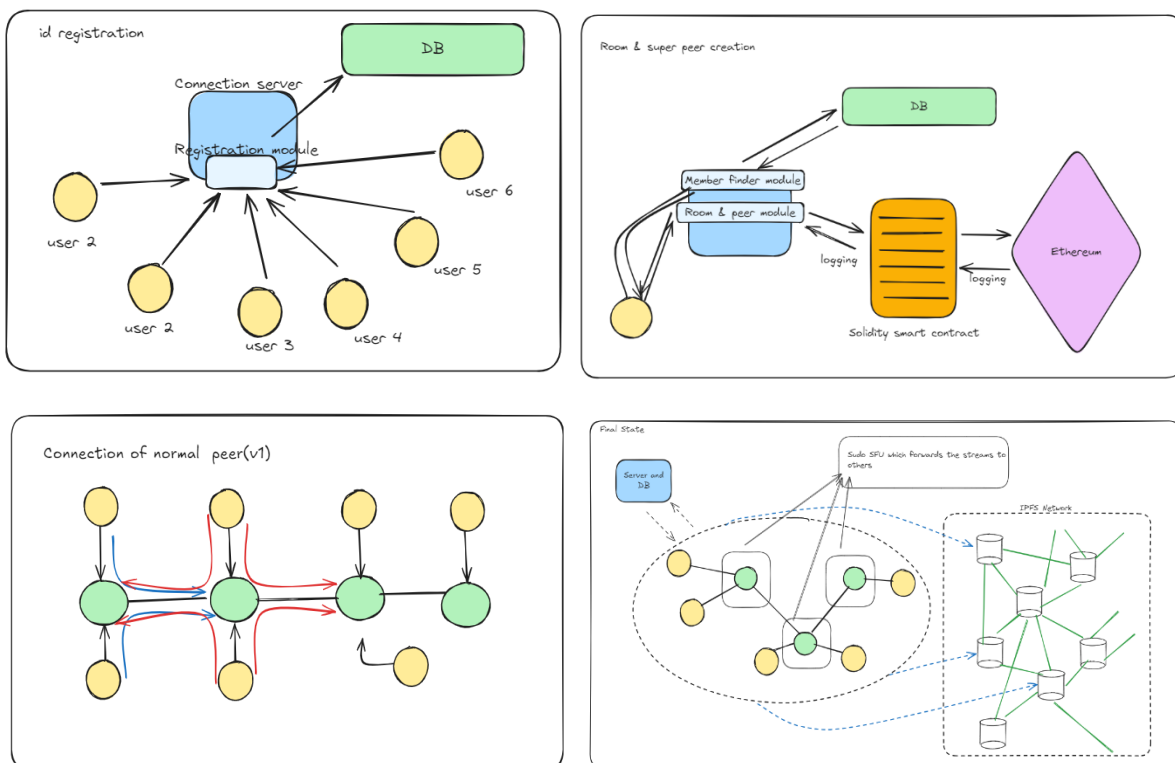 id registration
DB
Connection server
Registration module
user 6
user 2
user 5
user 2
user 3
user 4
Room & super peer creation
DB
Member finder module
Room & peer module
logging
Ethereum
logging
Solidity smart contract
Connection of normal peer(v1)
Final State
Sudo SFU which forwards the streams to
others
Server and
DB
IPFS Network